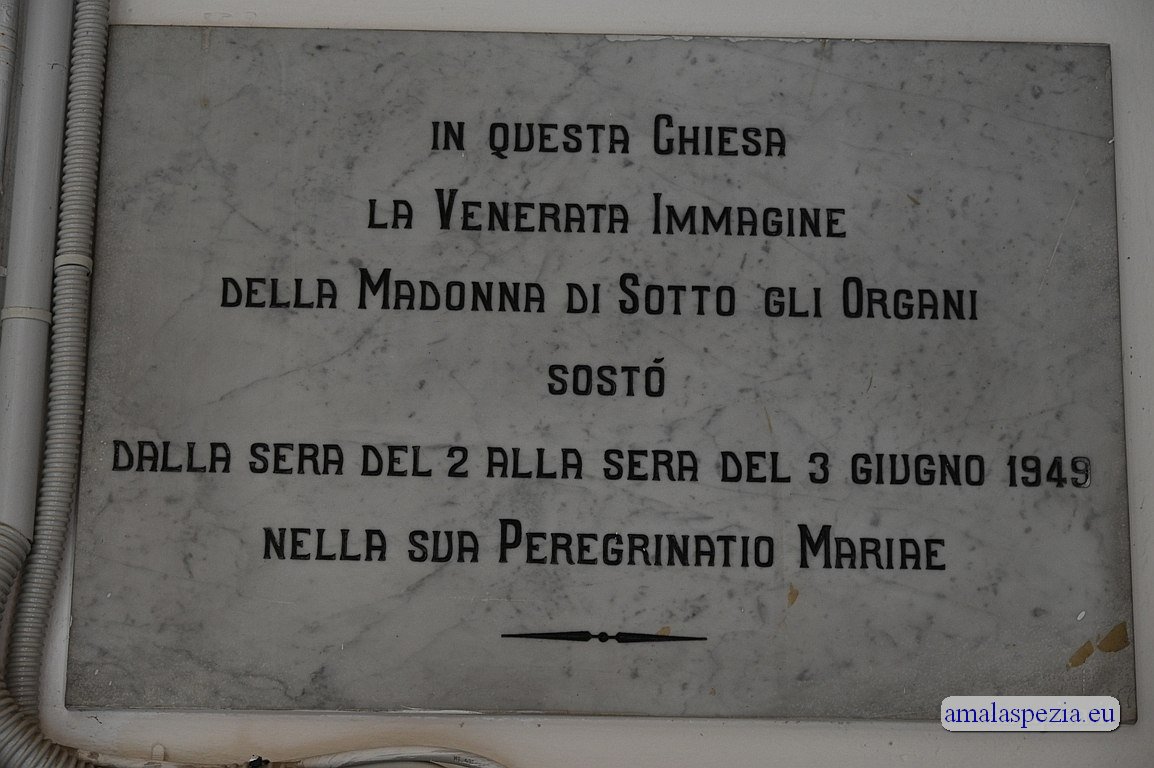 IN QUESTA CHIESA
LA VENERATA IMMAGINE
DELLA MADONNA DI SOTTO GLI ORGANI
SOSTÓ
DALLA SERA DEL 2 ALLA SERA DEL 3 GIUGNO 1949
NELLA SUA PEREGRINATIO MARIAE
amalaspezia.eu